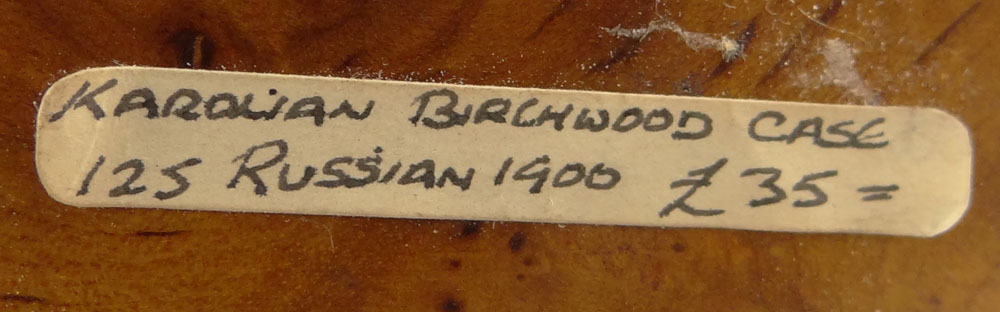 KAROLIAN BIRCHWOOD CASE
125 RUSSIAN 1900 £35=